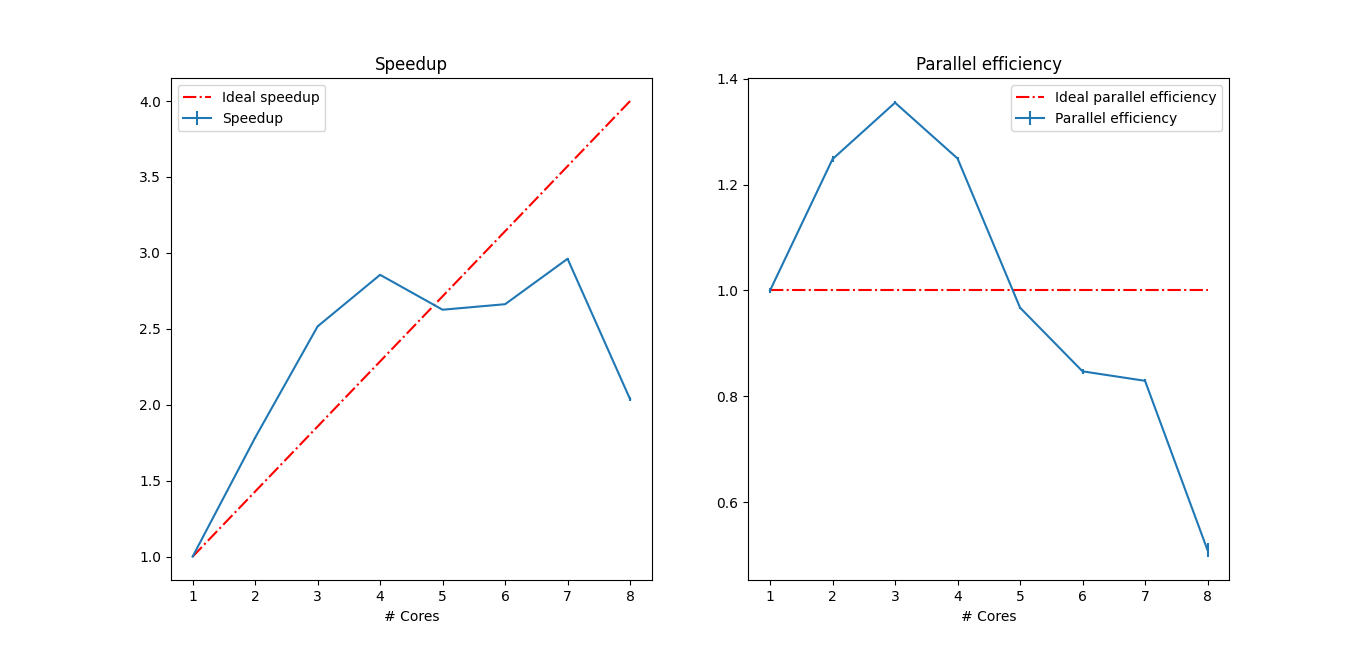 Speedup
Ideal speedup
Speedup
4.0
3.5
3.0
2.5
2.0
1.5
1.0
1 2 3 4 5 6 7 8
# Cores
Parallel efficiency
Ideal parallel efficiency
Parallel efficiency
1.4
1.2
1.0
0.8
0.6
1 2 3 4 5 6 7 8
# Cores